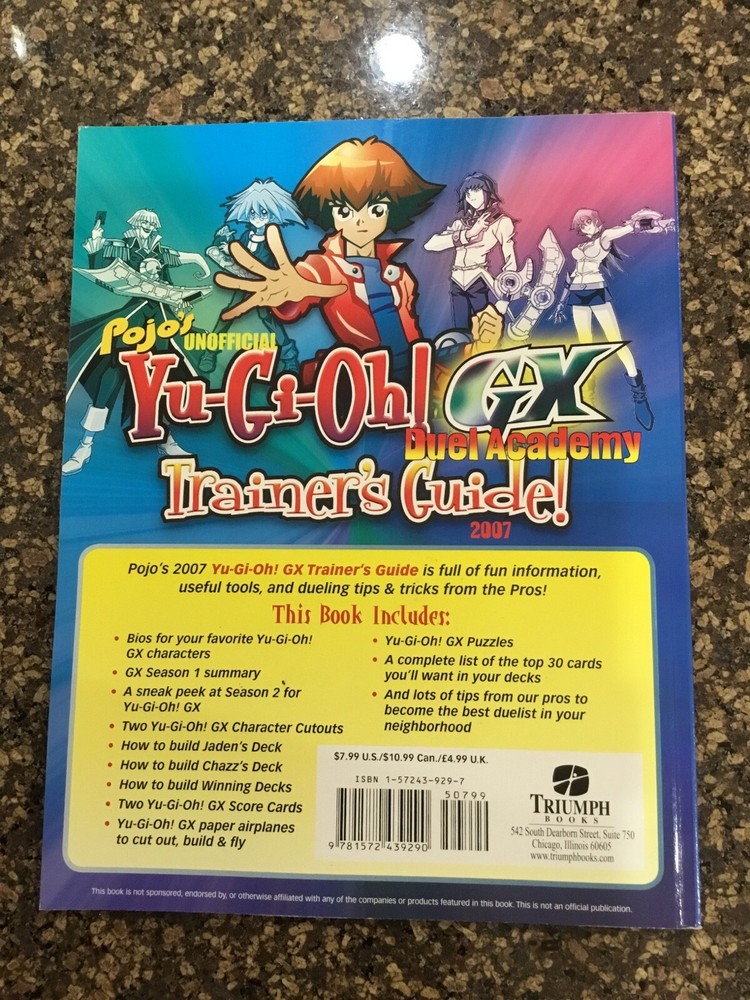 Pojo's UNOFFICIAL
Yu-Gi-Oh! GX
Duel Academy
Trainer's Guide!
2007
Pojo's 2007 Yu-Gi-Oh! GX Trainer's Guide is full of fun information,
useful tools, and dueling tips & tricks from the Pros!
This Book Includes:
• Bios for your favorite Yu-Gi-Oh!
GX characters
• GX Season 1 summary
• A sneak peek at Season 2 for
Yu-Gi-Oh! GX
• Two Yu-Gi-Oh! GX Character Cutouts
• How to build Jaden's Deck
• How to build Chazz's Deck
• How to build Winning Decks
• Two Yu-Gi-Oh! GX Score Cards
• Yu-Gi-Oh! GX paper airplanes
to cut out, build & fly
• Yu-Gi-Oh! GX Puzzles
• A complete list of the top 30 cards
you'll want in your decks
• And lots of tips from our pros to
become the best duelist in your
neighborhood
$7.99 U.S./$10.99 Can./£4.99 U.K.
ISBN 1-57243-929-7
50799
9 781572 439290
TRIUMPH
BOOKS
542 South Dearborn Street, Suite 750
Chicago, Illinois 60605
www.triumphbooks.com
This book is not sponsored, endorsed by, or otherwise affiliated with any of the companies or products featured in this book. This is not an official publication.